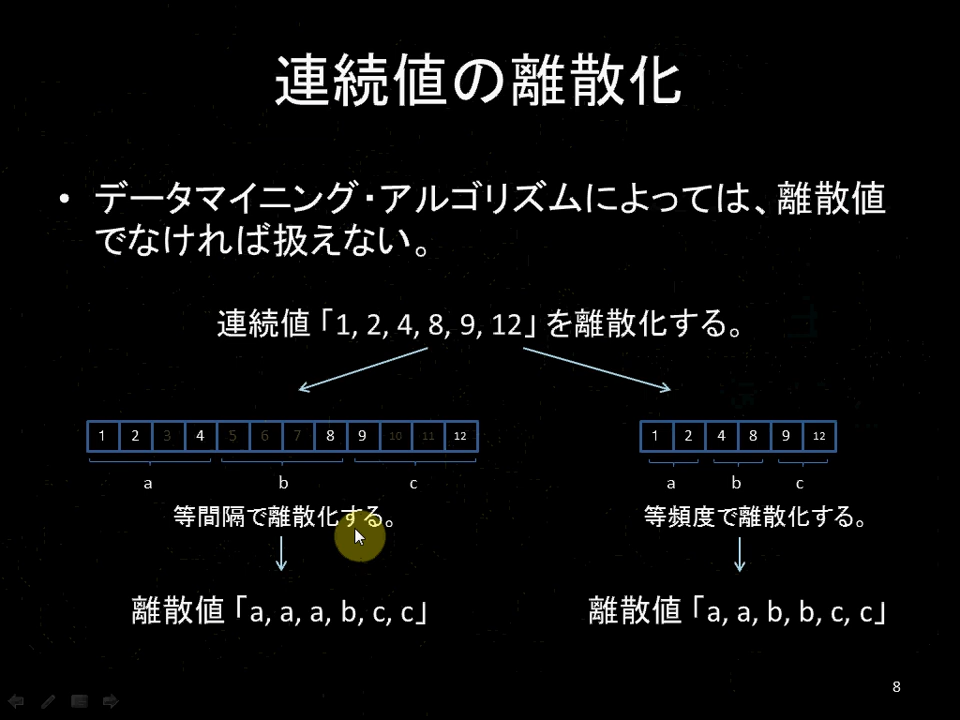 連続値の離散化
• データマイニング・アルゴリズムによっては、離散値
でなければ扱えない。
連続値「1, 2, 4, 8, 9, 12」を離散化する。
1 2 3 4 5 6 7 8 9 10 11 12
a b c
等間隔で離散化する。
離散値「a, a, a, b, c, c」
1 2 4 8 9 12
a b c
等頻度で離散化する。
離散値「a, a, b, b, c, c」
8